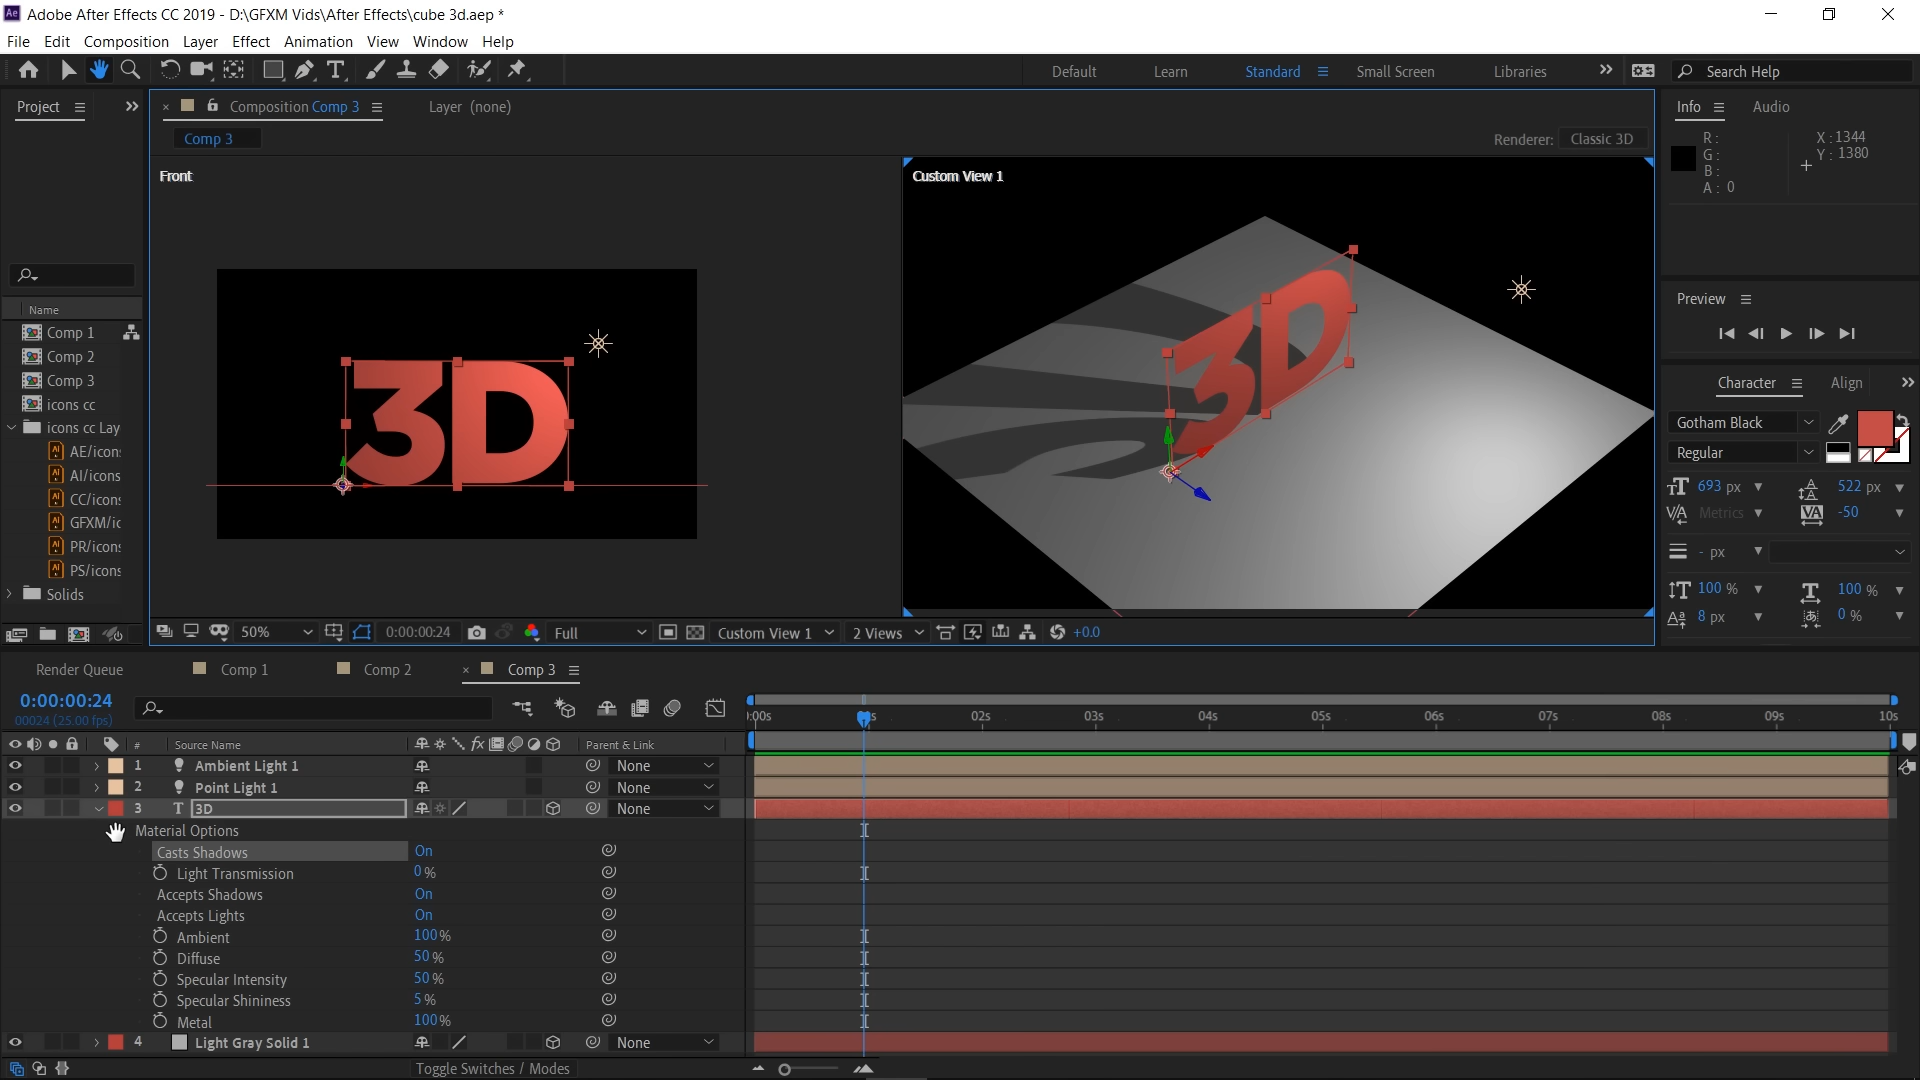 Adobe After Effects CC 2019 - D:\GFXM Vids\After Effects\cube 3d.aep *
File Edit Composition Layer Effect Animation View Window Help
Default Learn Standard Small Screen Libraries Search Help
Project Composition Comp 3 Layer (none) Info Audio
Comp 3 Renderer: Classic 3D
R : X : 1344
G : Y : 1380
B :
A : 0
Front Custom View 1
3D
3D
Preview
Name
Comp 1
Comp 2
Comp 3
icons cc
icons cc Lay
AE/icon
AI/icons
CC/icons
GFXM/ic
PR/icons
PS/icons
Solids
Character Align
Gotham Black
Regular
693 px 522 px
Metrics -50
- px
100 % 100 %
8 px 0 %
50% 0:00:00:24 Full Custom View 1 2 Views +0.0
Render Queue Comp 1 Comp 2 Comp 3
0:00:00:24
00024 (25.00 fps)
):00s 02s 03s 04s 05s 06s 07s 08s 09s 10s
# Source Name Parent & Link
1 Ambient Light 1 None
2 Point Light 1 None
3 T 3D None
Material Options
Casts Shadows On
Light Transmission 0 %
Accepts Shadows On
Accepts Lights On
Ambient 100%
Diffuse 50 %
Specular Intensity 50 %
Specular Shininess 5 %
Metal 100%
4 Light Gray Solid 1 None
Toggle Switches / Modes